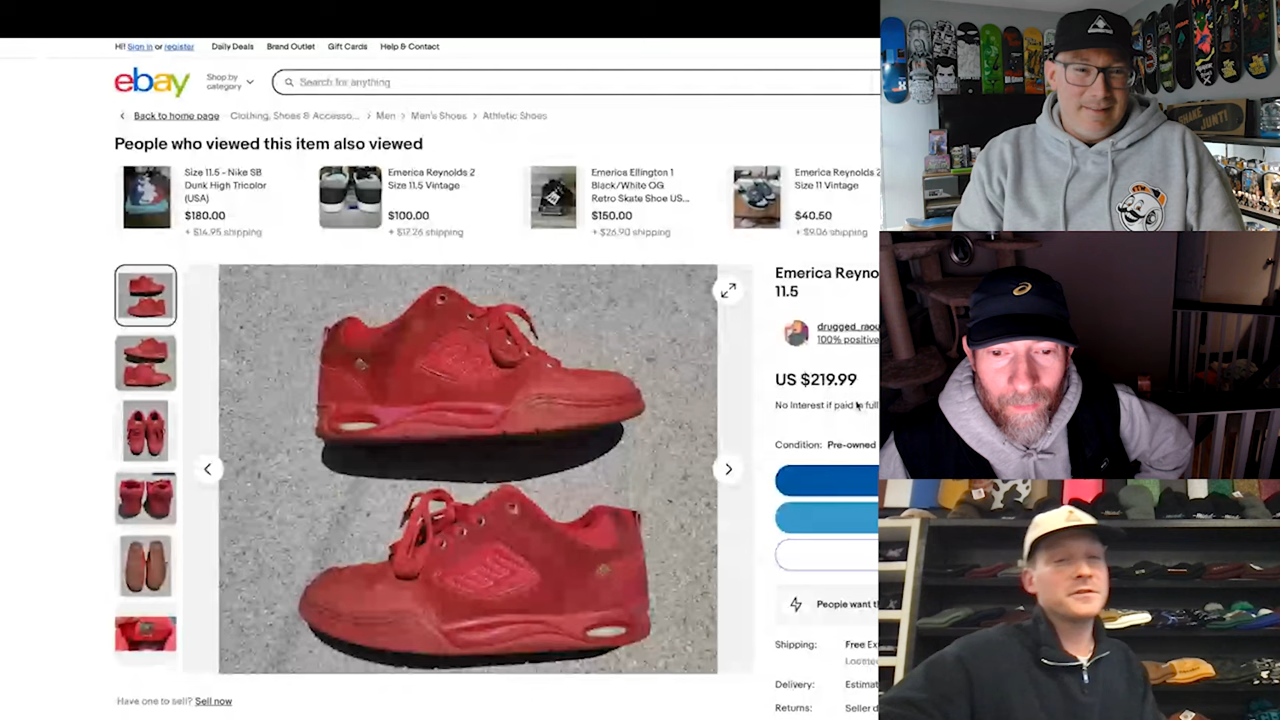 Hi! Sign in or register Daily Deals Brand Outlet Gift Cards Help & Contact
ebay
Shop by
category
Search for anything
Back to home page Clothing, Shoes & Accesso... Men Men's Shoes Athletic Shoes
People who viewed this item also viewed
Size 11.5 - Nike SB
Dunk High Tricolor
(USA)
$180.00
+ $14.95 shipping
Emerica Reynolds 2
Size 11.5 Vintage
$100.00
+ $17.26 shipping
Emerica Ellington 1
Black/White OG
Retro Skate Shoe US...
$150.00
+ $26.90 shipping
Emerica Reynolds 2
Size 11 Vintage
$40.50
+ $9.06 shipping
Emerica Reyno
11.5
drugged_raou
100% positive
US $219.99
No Interest if paid in full
Condition: Pre-owned
People want t
Shipping: Free Ex
Locate
Delivery: Estimat
Returns: Seller d
Have one to sell? Sell now
SHAKE
JUNT!